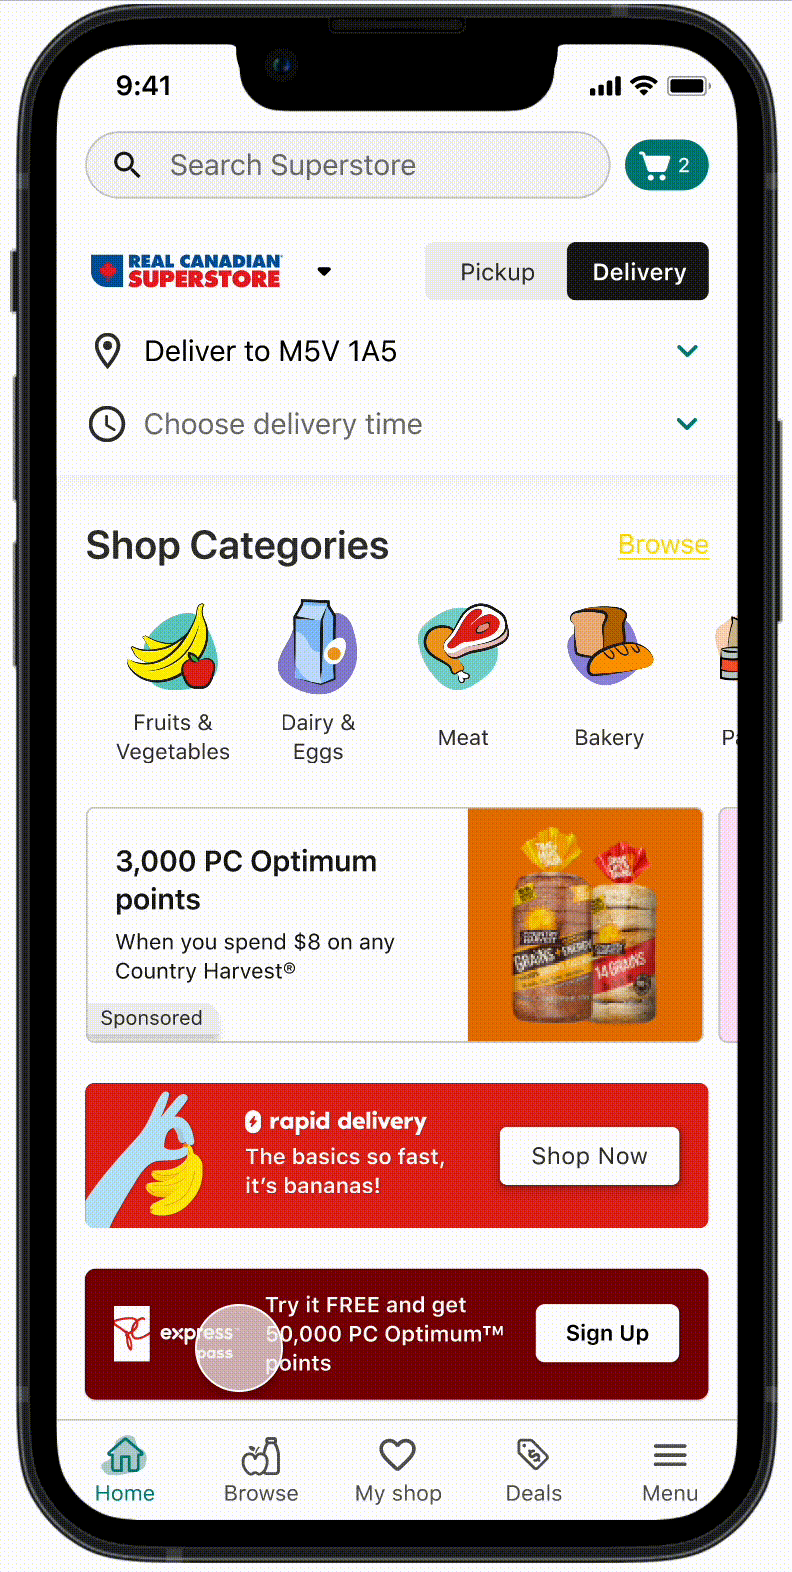 9:41
Search Superstore
2
REAL CANADIAN
SUPERSTORE
Pickup
Delivery
Deliver to M5V 1A5
Choose delivery time
Shop Categories
Browse
Fruits &
Vegetables
Dairy &
Eggs
Meat
Bakery
Pa
3,000 PC Optimum
points
When you spend $8 on any
Country Harvest®
Sponsored
COUNTRY
HARVEST
GRAINS + ENERGY
14 GRAINS
rapid delivery
The basics so fast,
it's bananas!
Shop Now
PC express
pass
Try it FREE and get
50,000 PC Optimum™
points
Sign Up
Home
Browse
My shop
Deals
Menu